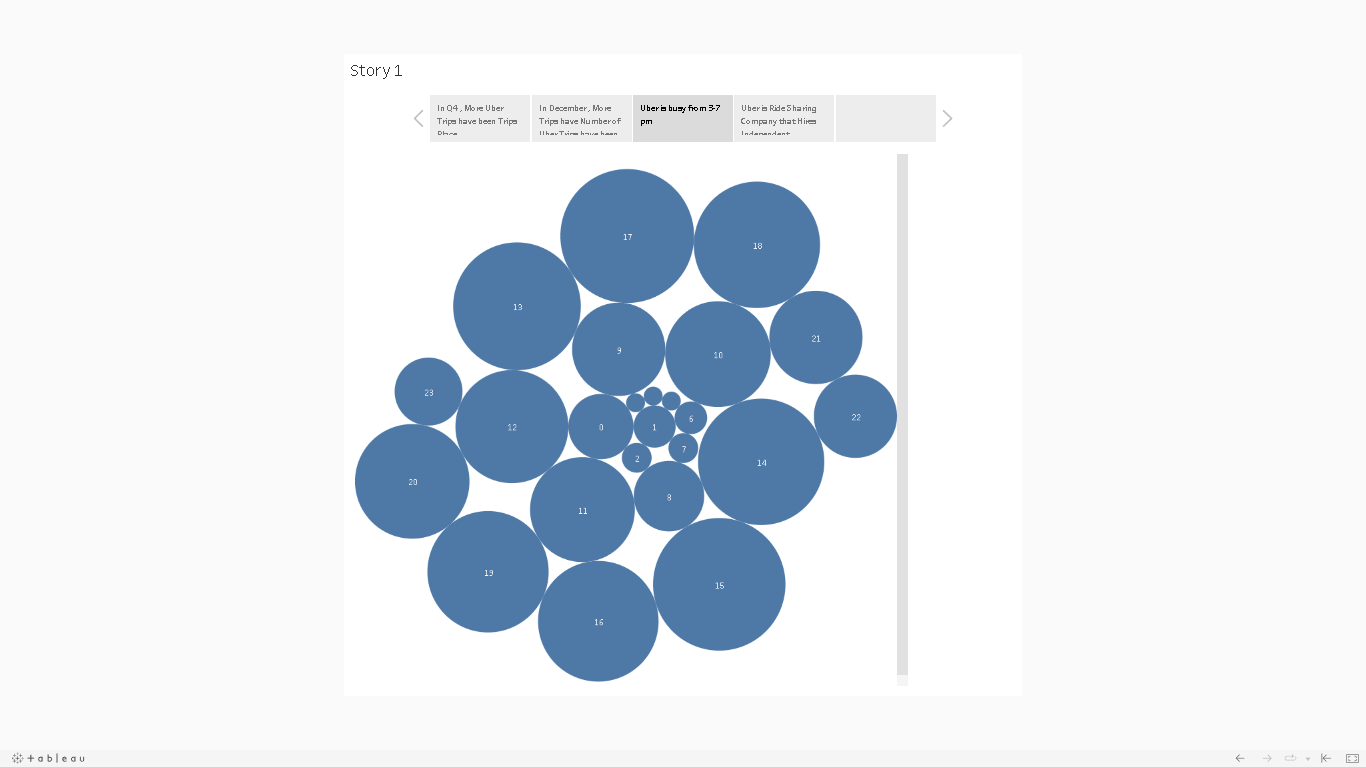 Story 1
In Q4 , More Uber
Trips have been Trips
Place
In December , More
Trips have Number of
Uber Trips have been
Uber is busy from 3-7
pm
Uber is Ride Sharing
Company that Hires
Independent
17
18
13
21
9
10
23
22
6
0
1
12
7
2
14
20
8
11
19
15
16
+ a b l e a u